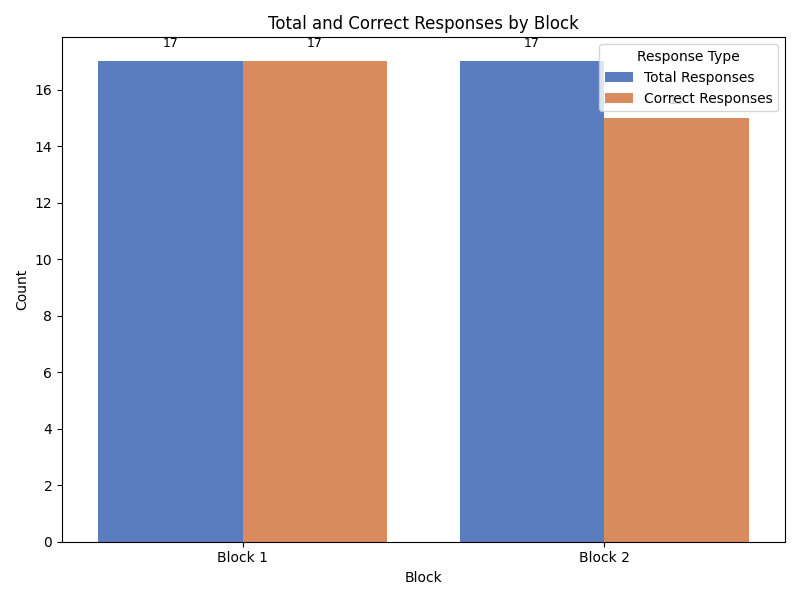 Total and Correct Responses by Block
17
17
17
Response Type
Total Responses
Correct Responses
16
14
12
10
8
6
4
2
0
Count
Block 1
Block 2
Block